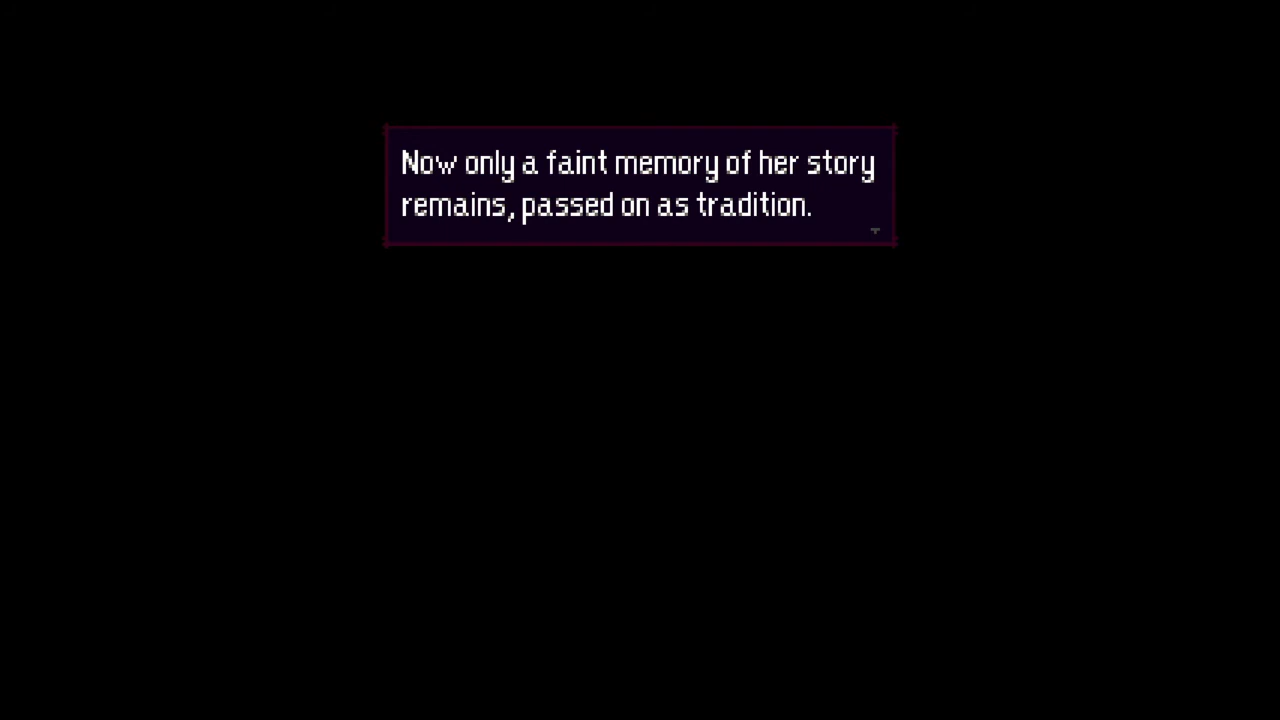 Now only a faint memory of her story
remains, passed on as tradition.